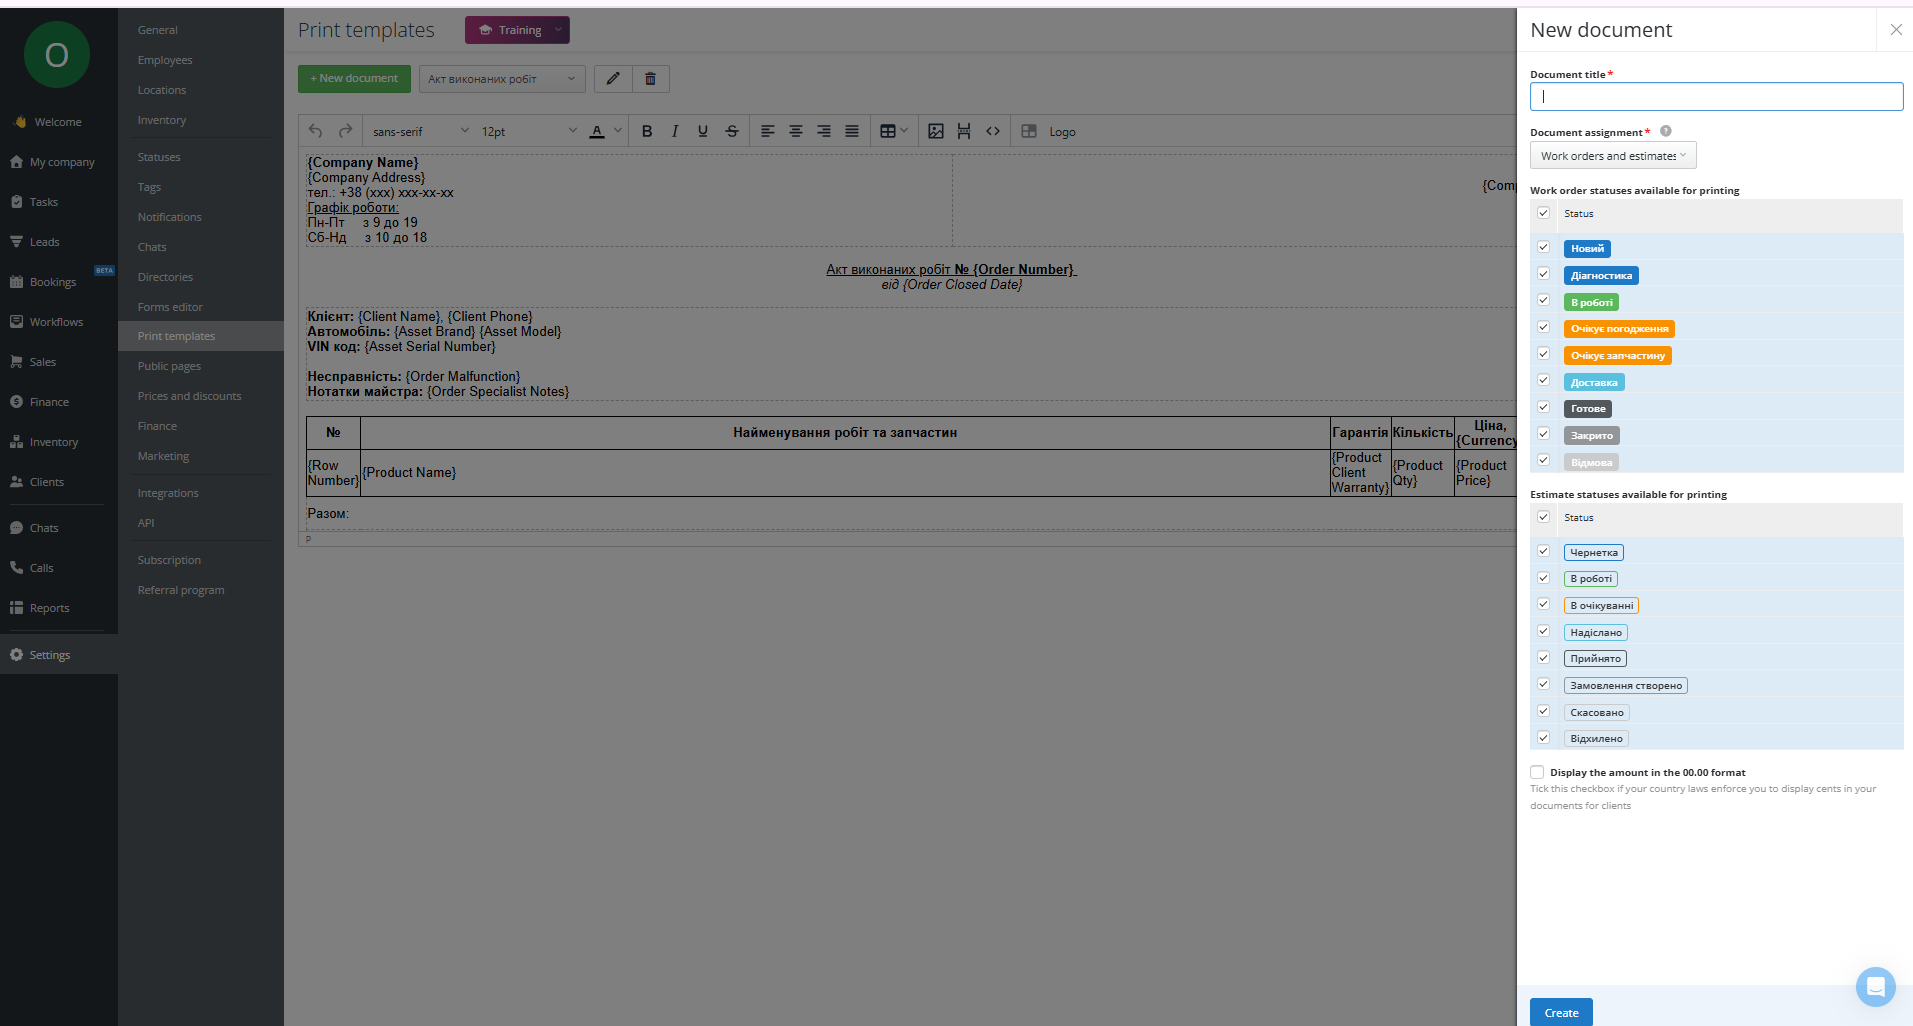 O
Welcome
My company
Tasks
Leads
Bookings
BETA
Workflows
Sales
Finance
Inventory
Clients
Chats
Calls
Reports
Settings
General
Employees
Locations
Inventory
Statuses
Tags
Notifications
Chats
Directories
Forms editor
Print templates
Public pages
Prices and discounts
Finance
Marketing
Integrations
API
Subscription
Referral program
Print templates
Training
+ New document
Акт виконаних робіт
sans-serif
12pt
A
B I U S
Logo
{Company Name}
{Company Address}
тел.: +38 (xxx) xxx-xx-xx
Графік роботи:
Пн-Пт з 9 до 19
Сб-Нд з 10 до 18
{Com
Акт виконаних робіт № {Order Number}
від {Order Closed Date}
Клієнт: {Client Name}, {Client Phone}
Автомобіль: {Asset Brand} {Asset Model}
VIN код: {Asset Serial Number}
Несправність: {Order Malfunction}
Нотатки майстра: {Order Specialist Notes}
№
Найменування робіт та запчастин
Гарантія
Кількість
Ціна,
{Currency
{Row
Number}
{Product Name}
{Product
Client
Warranty}
{Product
Qty}
{Product
Price}
Разом:
P
New document
Document title *
Document assignment * ?
Work orders and estimates
Work order statuses available for printing
Status
Новий
Діагностика
В роботі
Очікує погодження
Очікує запчастину
Доставка
Готове
Закрито
Відмова
Estimate statuses available for printing
Status
Чернетка
В роботі
В очікуванні
Надіслано
Прийнято
Замовлення створено
Скасовано
Відхилено
Display the amount in the 00.00 format
Tick this checkbox if your country laws enforce you to display cents in your
documents for clients
Create